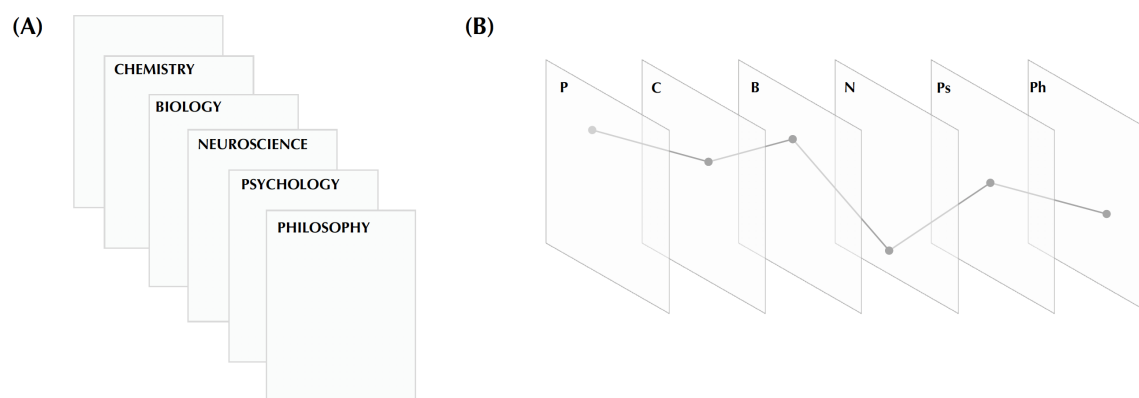 (A)
CHEMISTRY
BIOLOGY
NEUROSCIENCE
PSYCHOLOGY
PHILOSOPHY
(B)
P
C
B
N
Ps
Ph